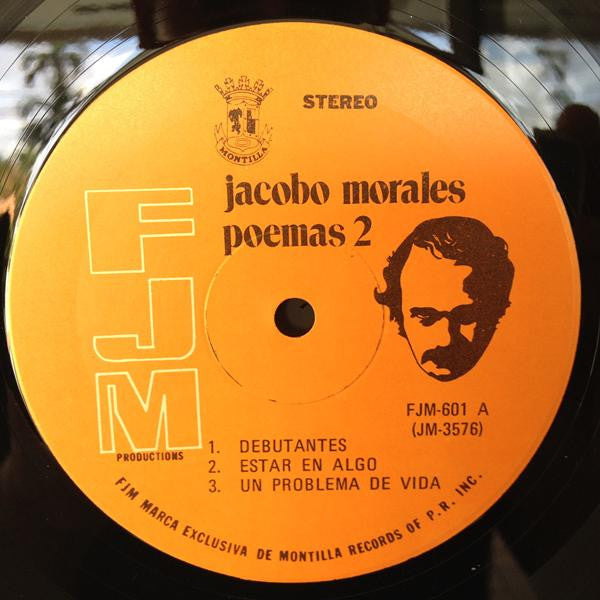 MONTILLA
STEREO
jacobo morales
poemas 2
FJM
PRODUCTIONS
FJM-601 A
(JM-3576)
1. DEBUTANTES
2. ESTAR EN ALGO
3. UN PROBLEMA DE VIDA
FJM MARCA EXCLUSIVA DE MONTILLA RECORDS OF P.R. INC.